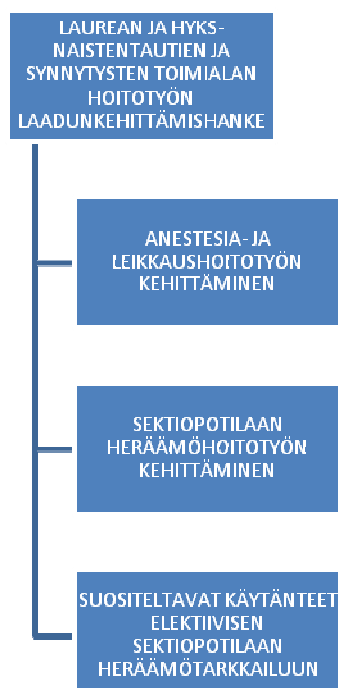 LAUREAN JA HYKS-
NAISTENTAUTIEN JA
SYNNYTYSTEN TOIMIALAN
HOITOTYÖN
LAADUNKEHITTÄMISHANKE
ANESTESIA- JA
LEIKKAUSHOITOTYÖN
KEHITTÄMINEN
SEKTIOPOTILAAN
HERÄÄMÖHOITOTYÖN
KEHITTÄMINEN
SUOSITELTAVAT KÄYTÄNTEET
ELEKTIIVISEN
SEKTIOPOTILAAN
HERÄÄMÖTARKKAILUUN